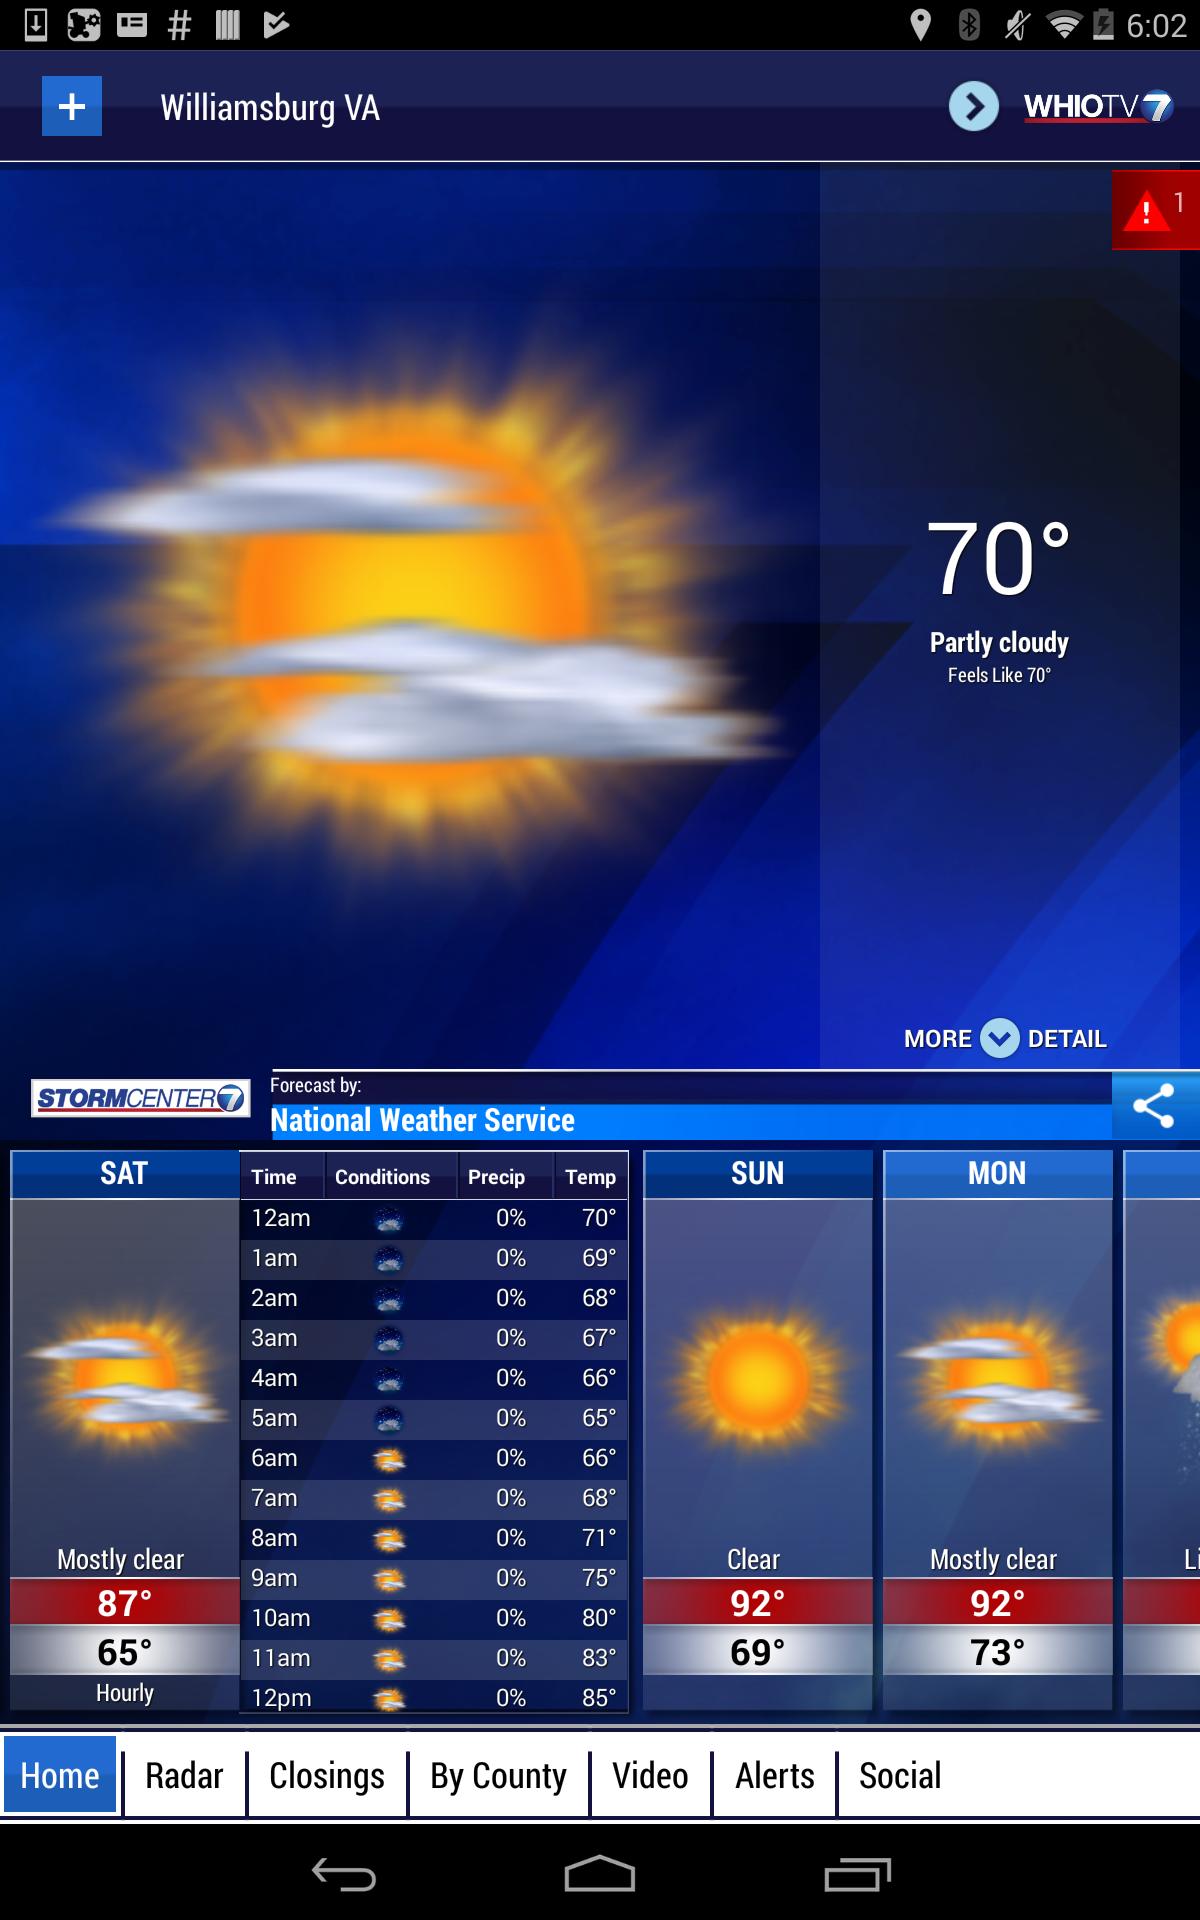 6:02
Williamsburg VA
WHIOTV7
1
70°
Partly cloudy
Feels Like 70°
MORE DETAIL
STORMCENTER7
Forecast by:
National Weather Service
SAT
Mostly clear
87°
65°
Hourly
Time Conditions Precip Temp
12am 0% 70°
1am 0% 69°
2am 0% 68°
3am 0% 67°
4am 0% 66°
5am 0% 65°
6am 0% 66°
7am 0% 68°
8am 0% 71°
9am 0% 75°
10am 0% 80°
11am 0% 83°
12pm 0% 85°
SUN
Clear
92°
69°
MON
Mostly clear
92°
73°
Li
Home Radar Closings By County Video Alerts Social